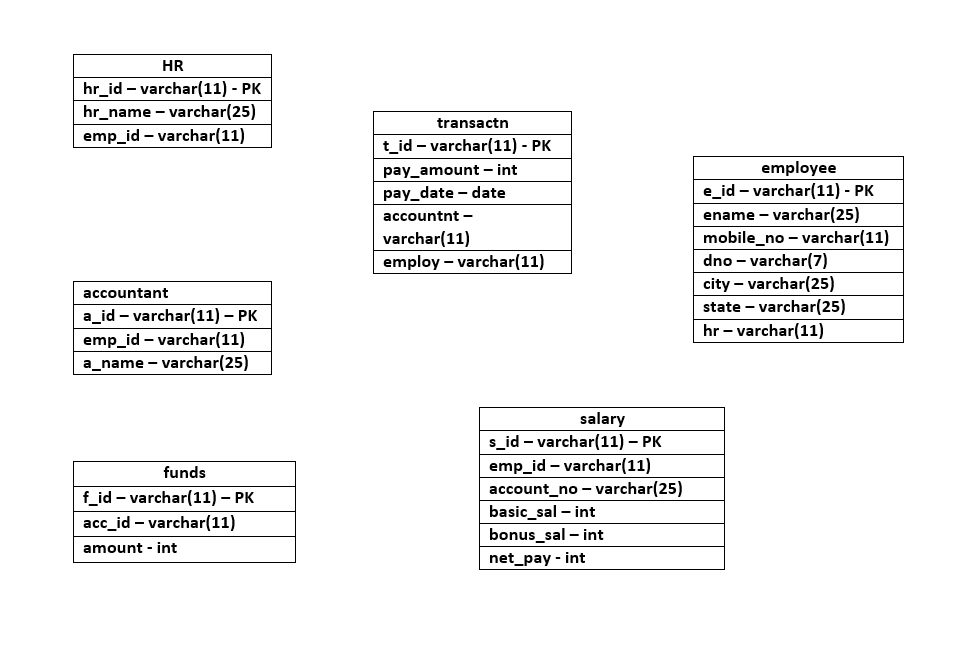 HR
hr_id – varchar(11) - PK
hr_name – varchar(25)
emp_id – varchar(11)
transactn
t_id – varchar(11) - PK
pay_amount – int
pay_date – date
accountnt –
varchar(11)
employ – varchar(11)
employee
e_id – varchar(11) - PK
ename – varchar(25)
mobile_no – varchar(11)
dno – varchar(7)
city – varchar(25)
state – varchar(25)
hr – varchar(11)
accountant
a_id – varchar(11) – PK
emp_id – varchar(11)
a_name – varchar(25)
salary
s_id – varchar(11) – PK
emp_id – varchar(11)
account_no – varchar(25)
basic_sal – int
bonus_sal – int
net_pay - int
funds
f_id – varchar(11) – PK
acc_id – varchar(11)
amount - int